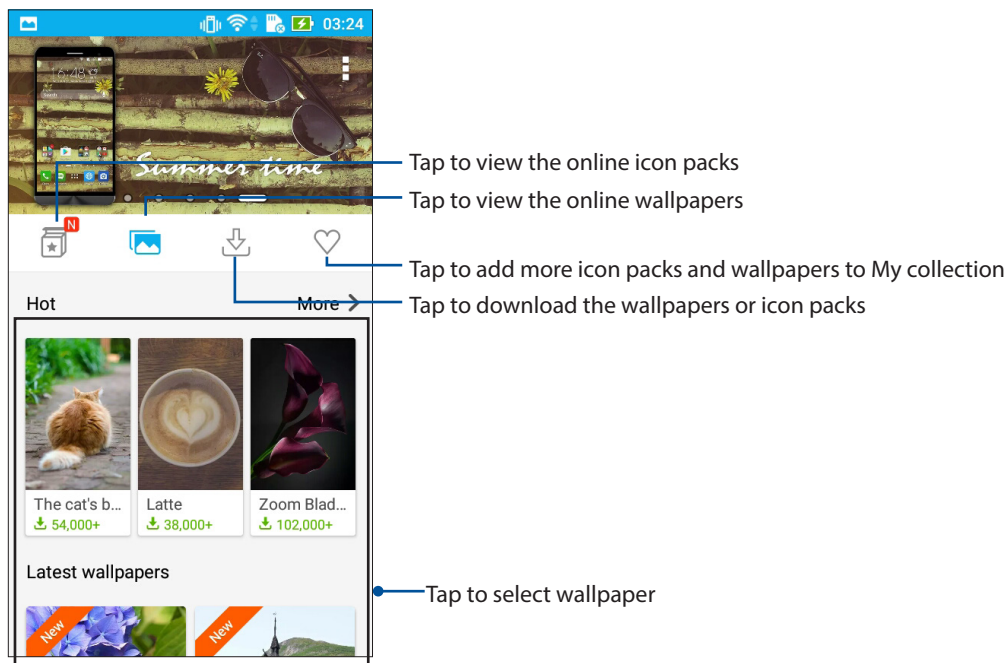 03:24
16:48
Search
Summer time
Tap to view the online icon packs
Tap to view the online wallpapers
N
Tap to add more icon packs and wallpapers to My collection
Tap to download the wallpapers or icon packs
Hot More
The cat's b... Latte Zoom Blad...
54,000+ 38,000+ 102,000+
Latest wallpapers
Tap to select wallpaper
New New